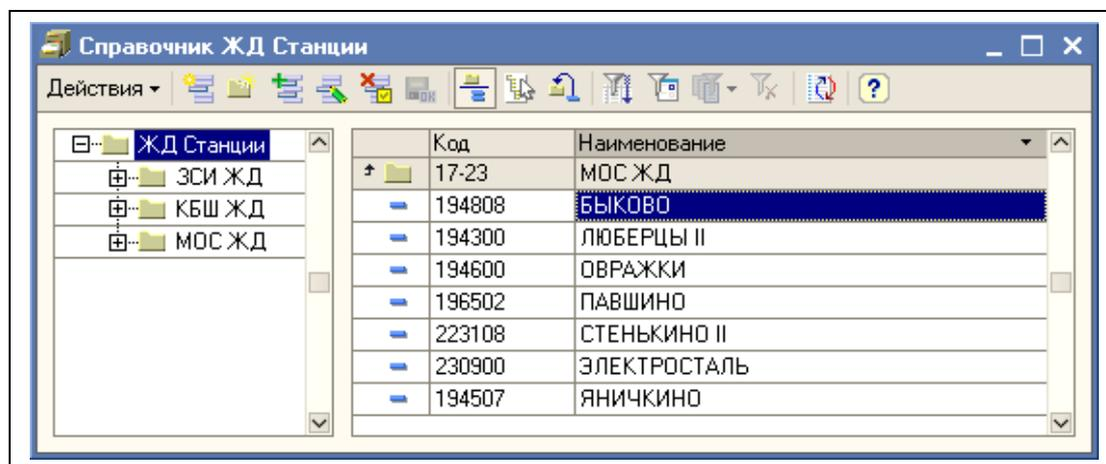 Справочник ЖД Станции
Действия
ЖД Станции
ЗСИ ЖД
КБШ ЖД
МОС ЖД
Код Наименование
17-23 МОС ЖД
194808 БЫКОВО
194300 ЛЮБЕРЦЫ II
194600 ОВРАЖКИ
196502 ПАВШИНО
223108 СТЕНЬКИНО II
230900 ЭЛЕКТРОСТАЛЬ
194507 ЯНИЧКИНО